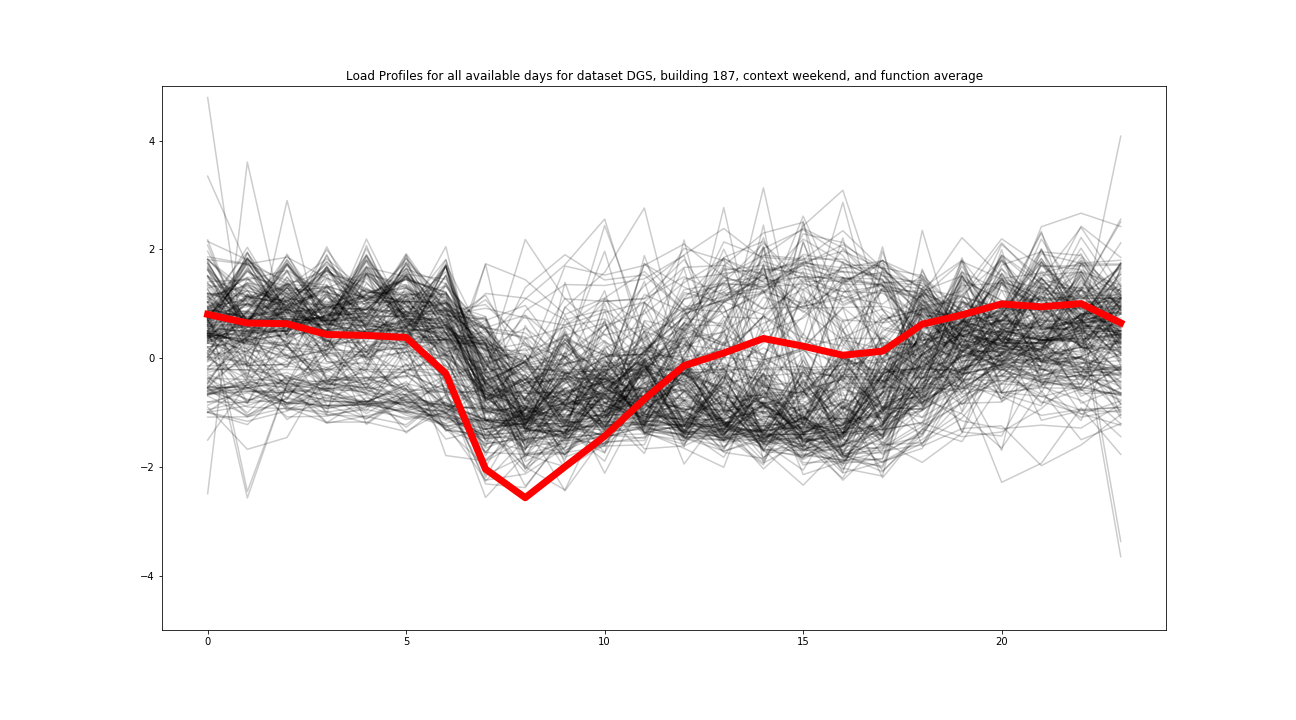 Load Profiles for all available days for dataset DGS, building 187, context weekend, and function average
4
2
0
−2
−4
0 5 10 15 20